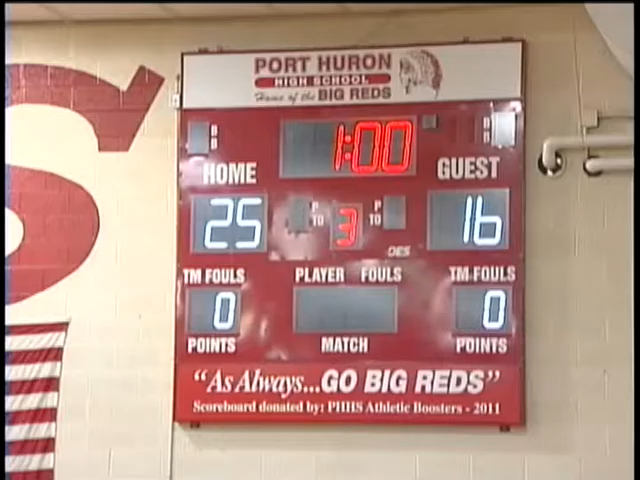 PORT HURON
HIGH SCHOOL
Home of the BIG REDS
1:00
HOME GUEST
25 P TO 3 P TO 16
TM FOULS PLAYER FOULS TM FOULS
0 0
POINTS MATCH POINTS
"As Always...GO BIG REDS"
Scoreboard donated by: PHHS Athletic Boosters - 2011